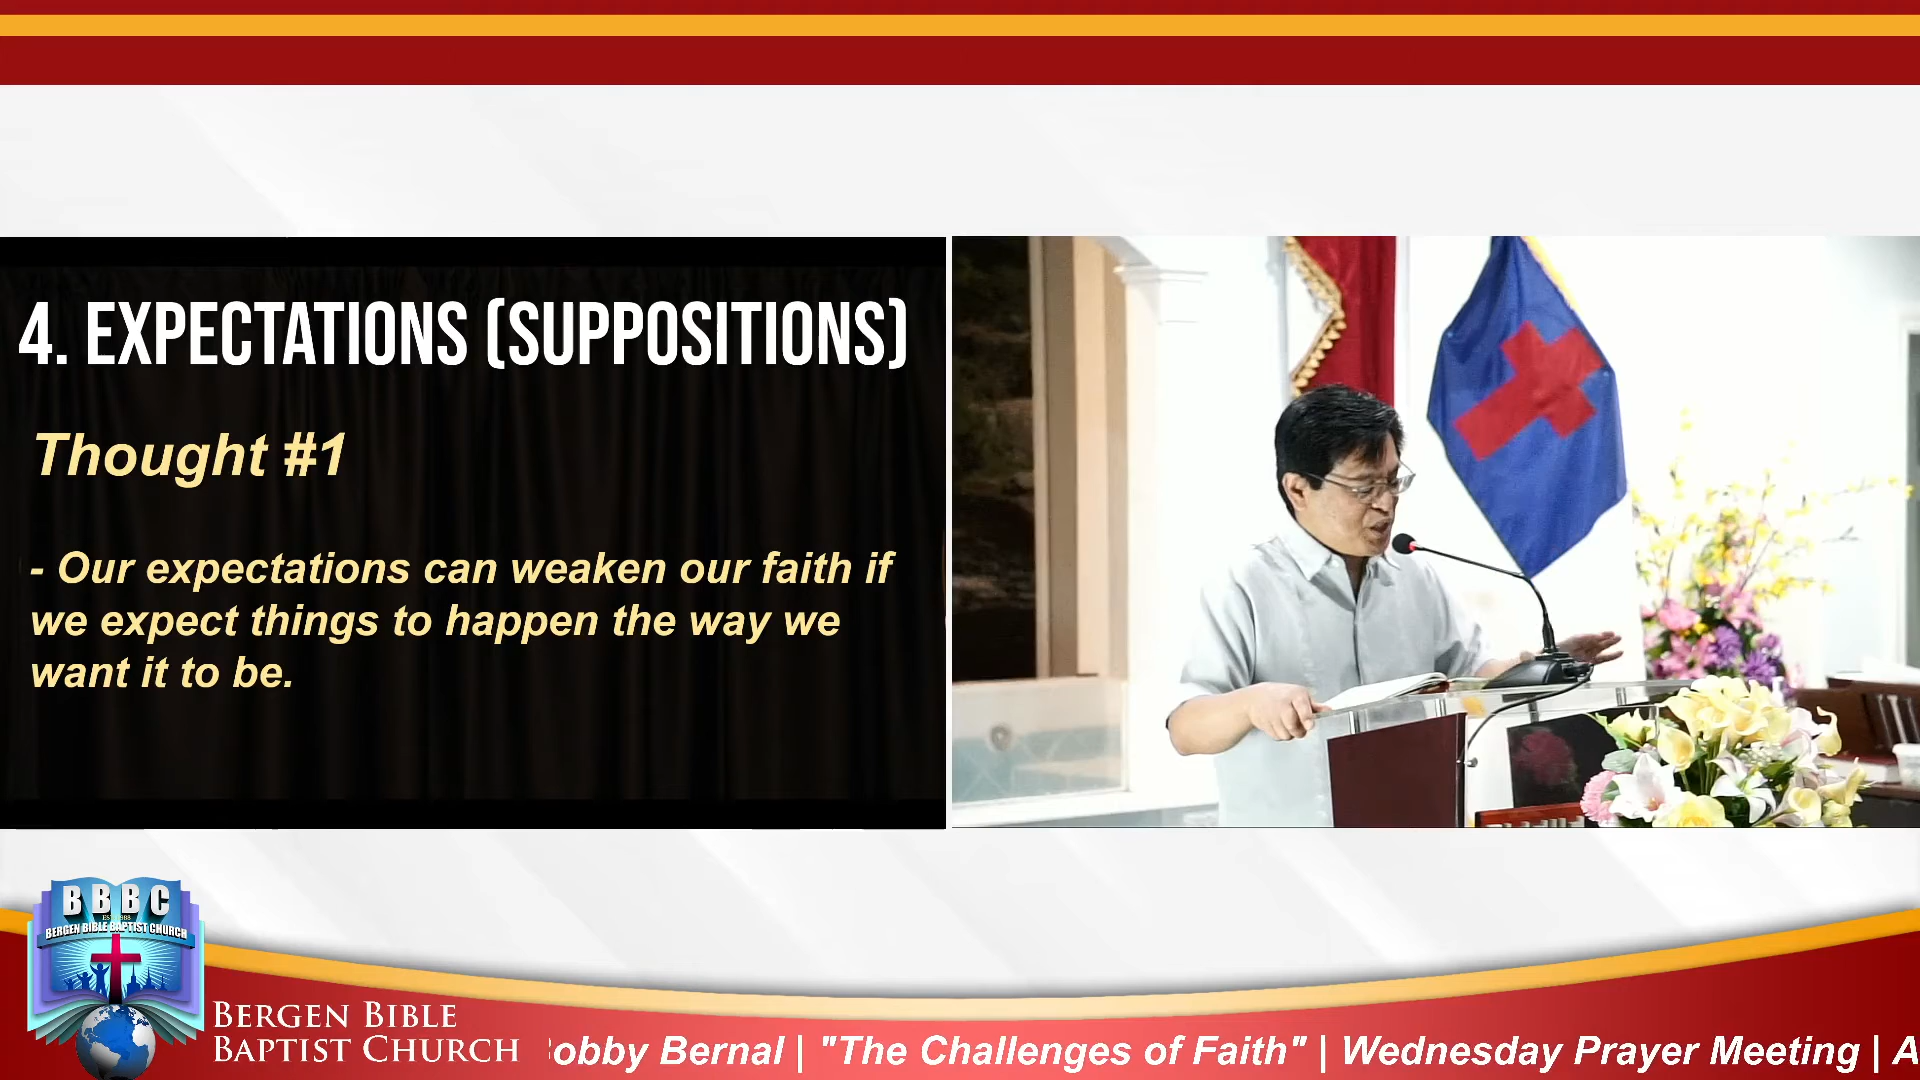 4. EXPECTATIONS (SUPPOSITIONS)
Thought #1
- Our expectations can weaken our faith if
we expect things to happen the way we
want it to be.
B B B C
BERGEN BIBLE BAPTIST CHURCH
BERGEN BIBLE
BAPTIST CHURCH
obby Bernal | "The Challenges of Faith" | Wednesday Prayer Meeting | A